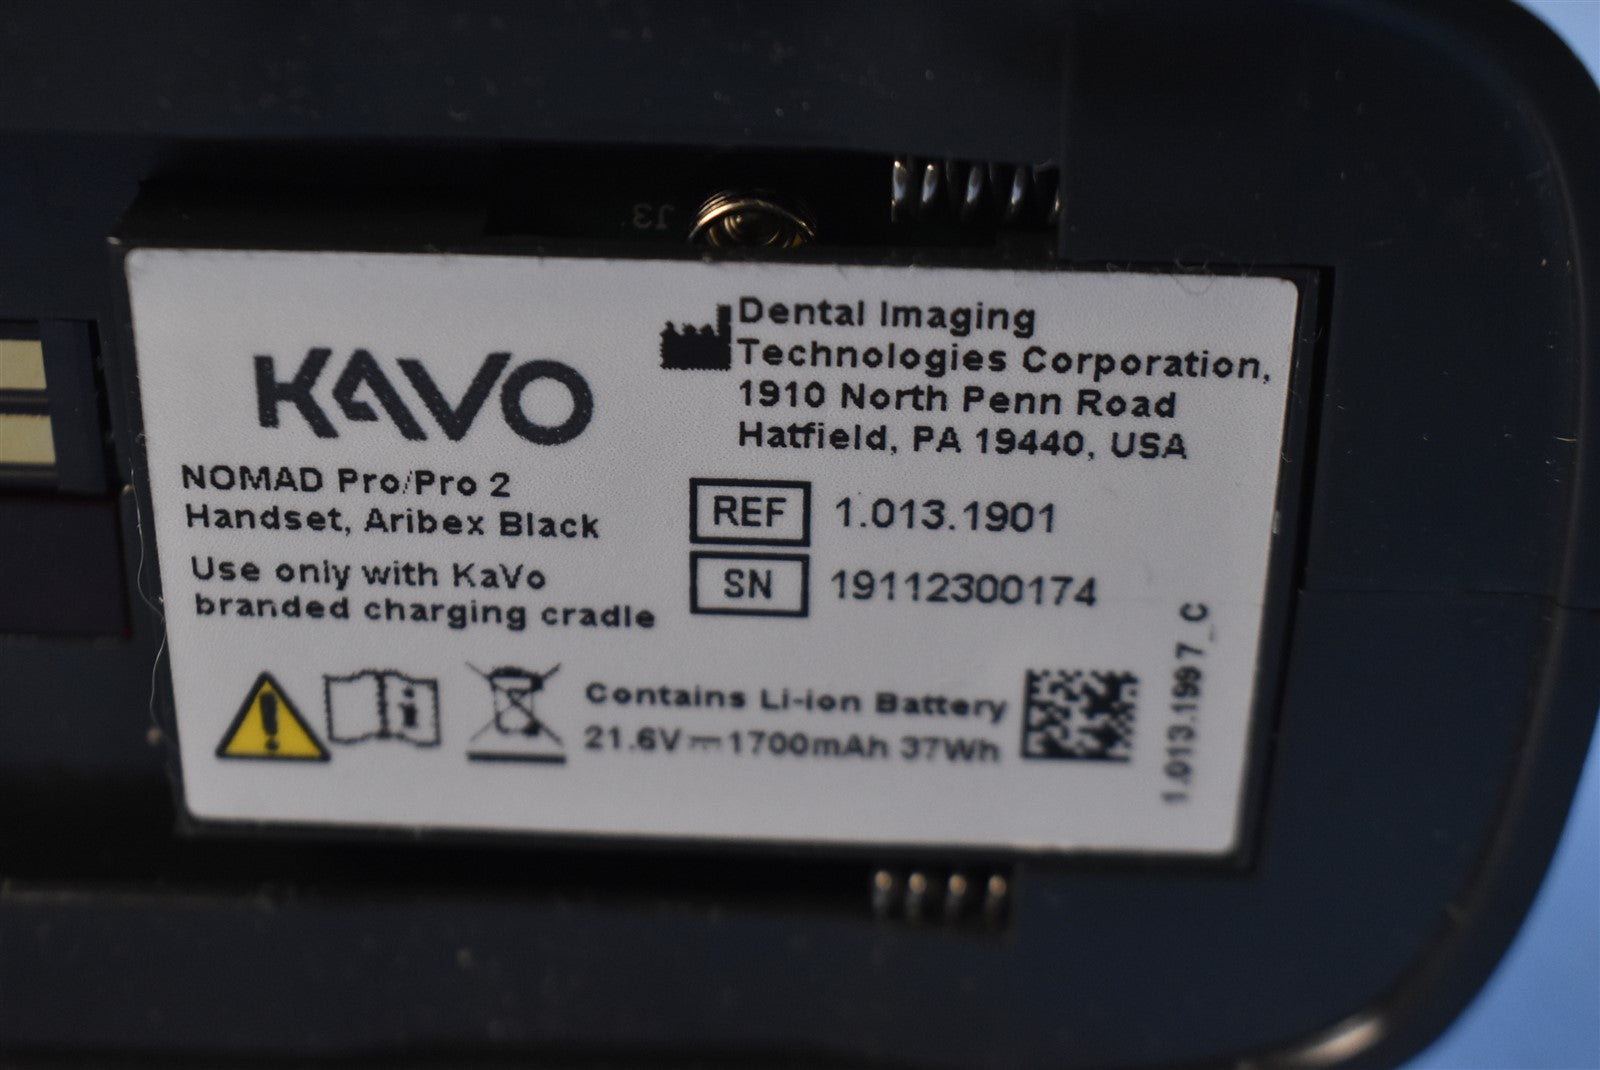 KAVO
NOMAD Pro/Pro 2
Handset, Aribex Black
Use only with KaVo
branded charging cradle
Dental Imaging
Technologies Corporation,
1910 North Penn Road
Hatfield, PA 19440, USA
REF 1.013.1901
SN 19112300174
Contains Li-ion Battery
21.6V⎓1700mAh 37Wh
1.013.1997_C
J3